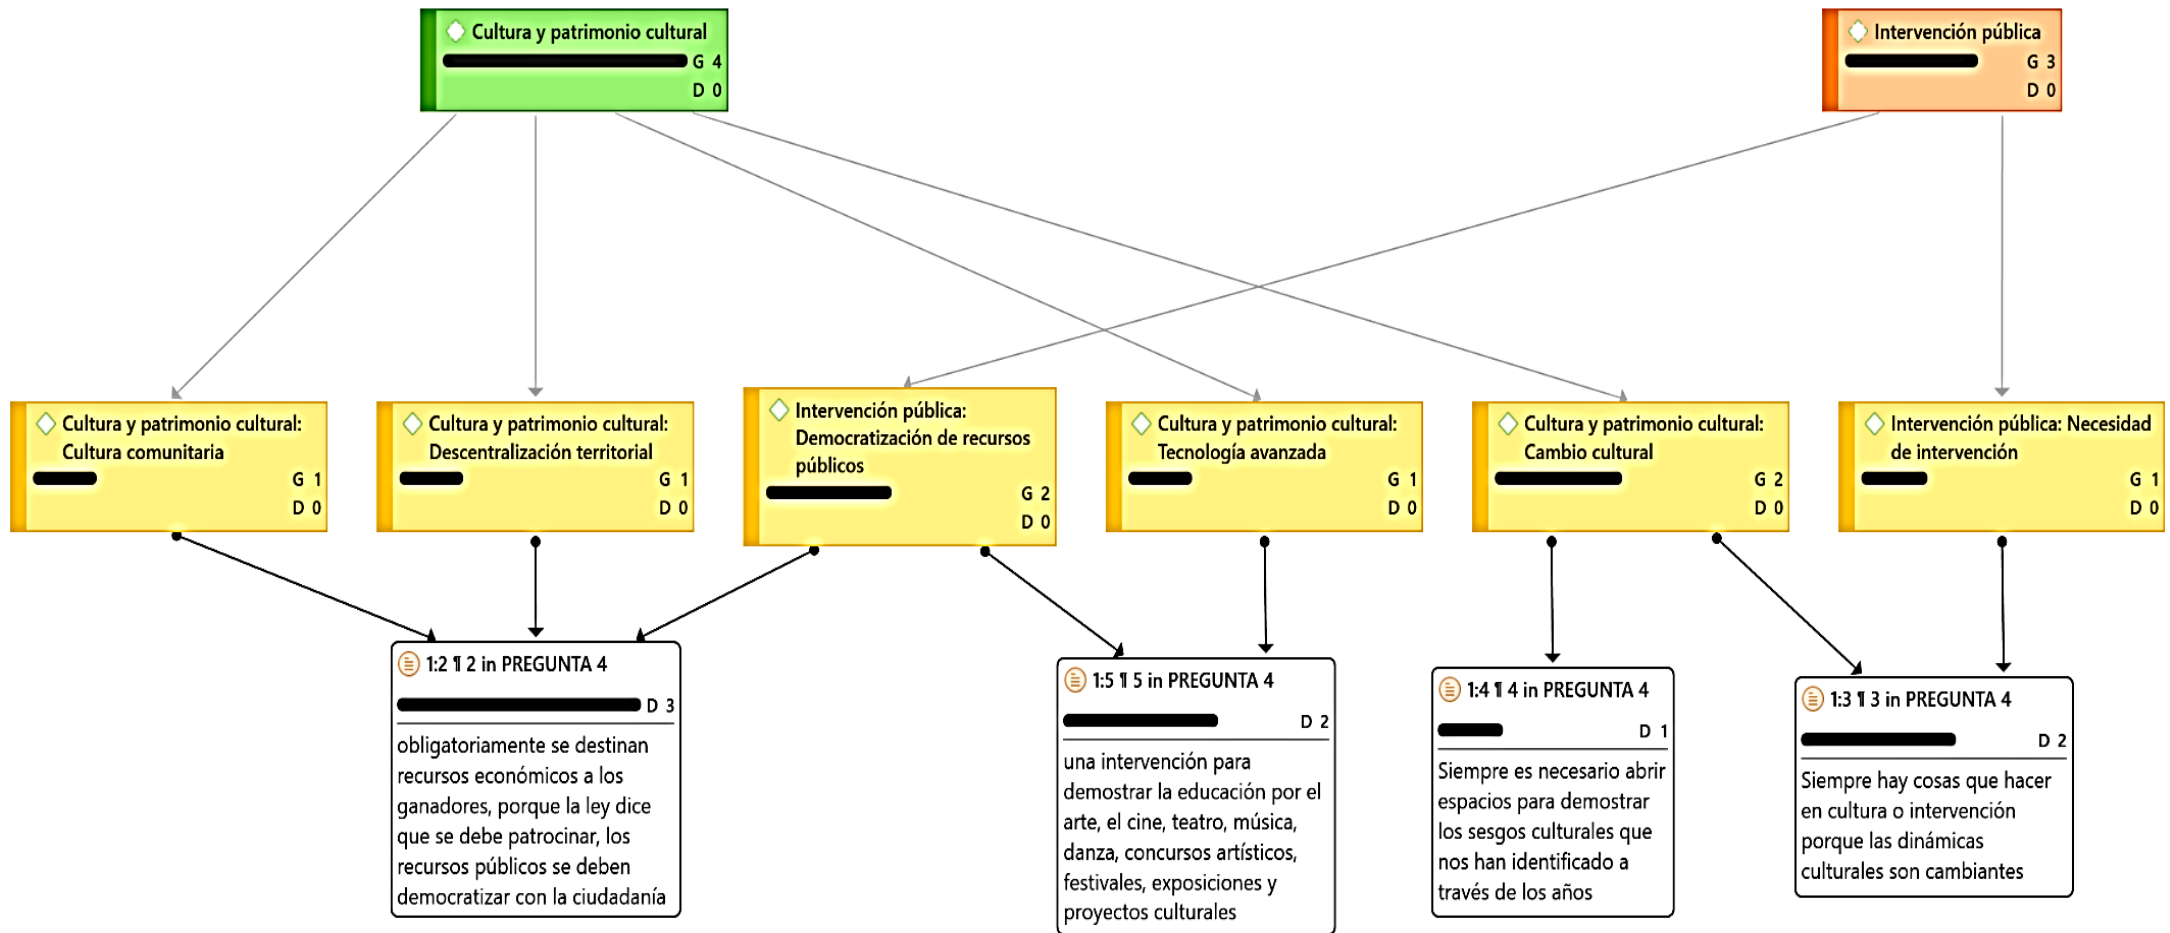 Cultura y patrimonio cultural
G 4
D 0
Intervención pública
G 3
D 0
Cultura y patrimonio cultural:
Cultura comunitaria
G 1
D 0
Cultura y patrimonio cultural:
Descentralización territorial
G 1
D 0
Intervención pública:
Democratización de recursos
públicos
G 2
D 0
Cultura y patrimonio cultural:
Tecnología avanzada
G 1
D 0
Cultura y patrimonio cultural:
Cambio cultural
G 2
D 0
Intervención pública: Necesidad
de intervención
G 1
D 0
1:2 ¶ 2 in PREGUNTA 4
D 3
obligatoriamente se destinan
recursos económicos a los
ganadores, porque la ley dice
que se debe patrocinar, los
recursos públicos se deben
democratizar con la ciudadanía
1:5 ¶ 5 in PREGUNTA 4
D 2
una intervención para
demostrar la educación por el
arte, el cine, teatro, música,
danza, concursos artísticos,
festivales, exposiciones y
proyectos culturales
1:4 ¶ 4 in PREGUNTA 4
D 1
Siempre es necesario abrir
espacios para demostrar
los sesgos culturales que
nos han identificado a
través de los años
1:3 ¶ 3 in PREGUNTA 4
D 2
Siempre hay cosas que hacer
en cultura o intervención
porque las dinámicas
culturales son cambiantes